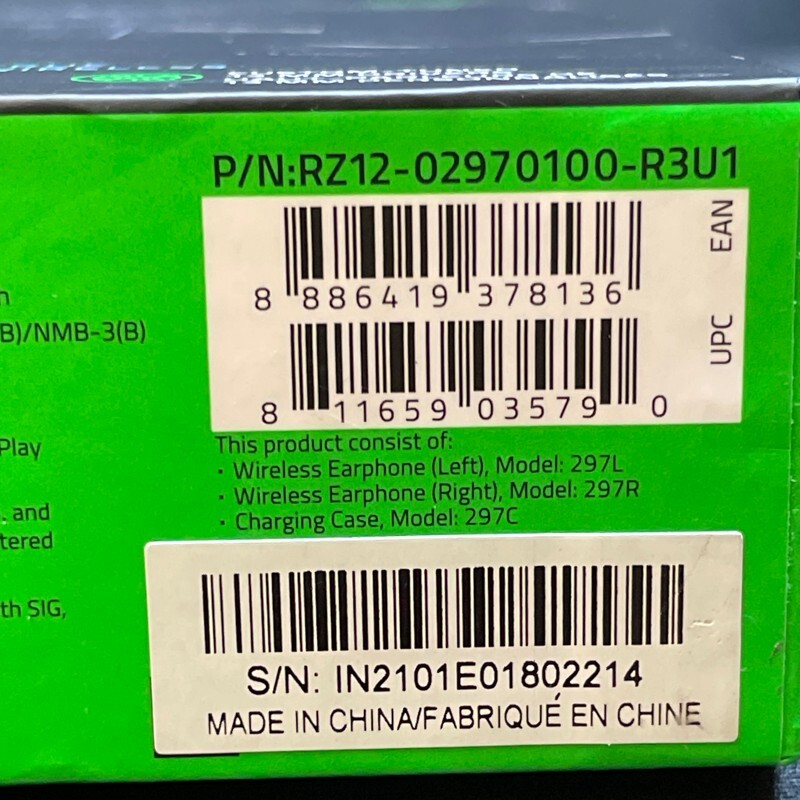 P/N:RZ12-02970100-R3U1
EAN
8 886419 378136
UPC
8 11659 03579 0
B)/NMB-3(B)
Play
. and
tered
th SIG,
This product consist of:
· Wireless Earphone (Left), Model: 297L
· Wireless Earphone (Right), Model: 297R
· Charging Case, Model: 297C
S/N: IN2101E01802214
MADE IN CHINA/FABRIQUÉ EN CHINE